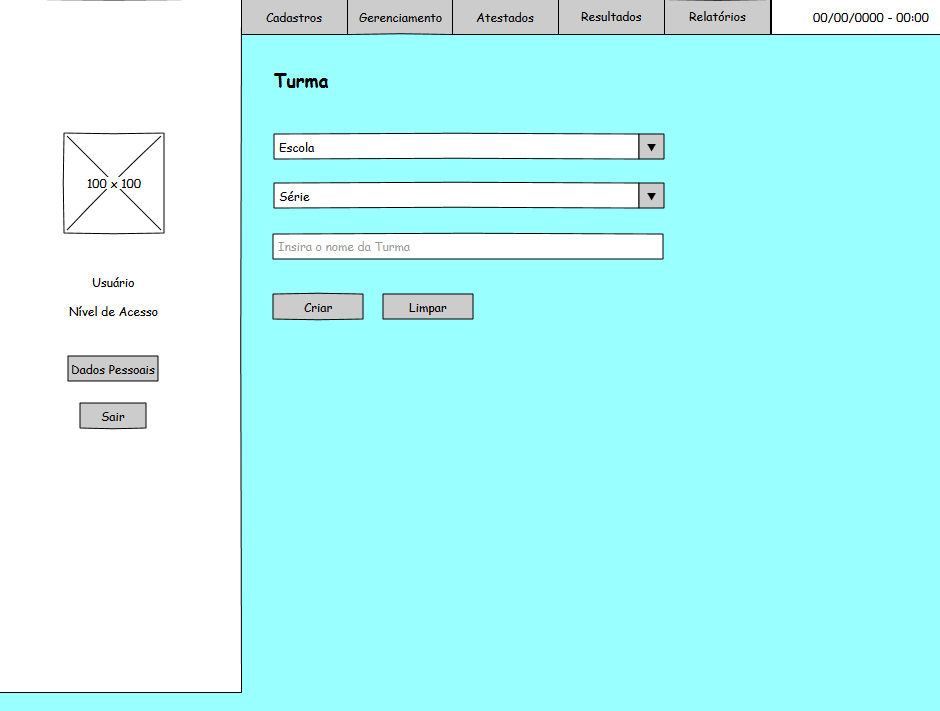 Cadastros
Gerenciamento
Atestados
Resultados
Relatórios
00/00/0000 - 00:00
100 x 100
Usuário
Nível de Acesso
Dados Pessoais
Sair
Turma
Escola
Série
Insira o nome da Turma
Criar
Limpar